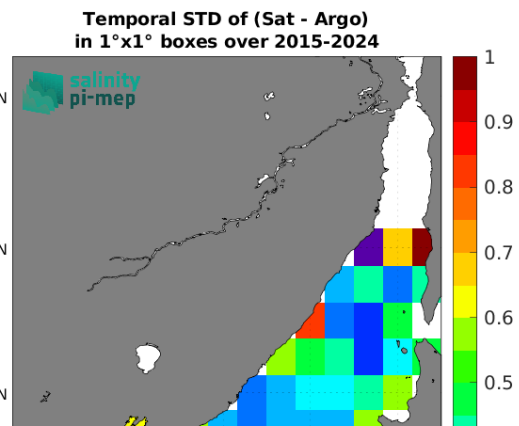 Temporal STD of (Sat - Argo)
in 1°x1° boxes over 2015-2024
salinity
pi-mep
N
N
N
1
0.9
0.8
0.7
0.6
0.5